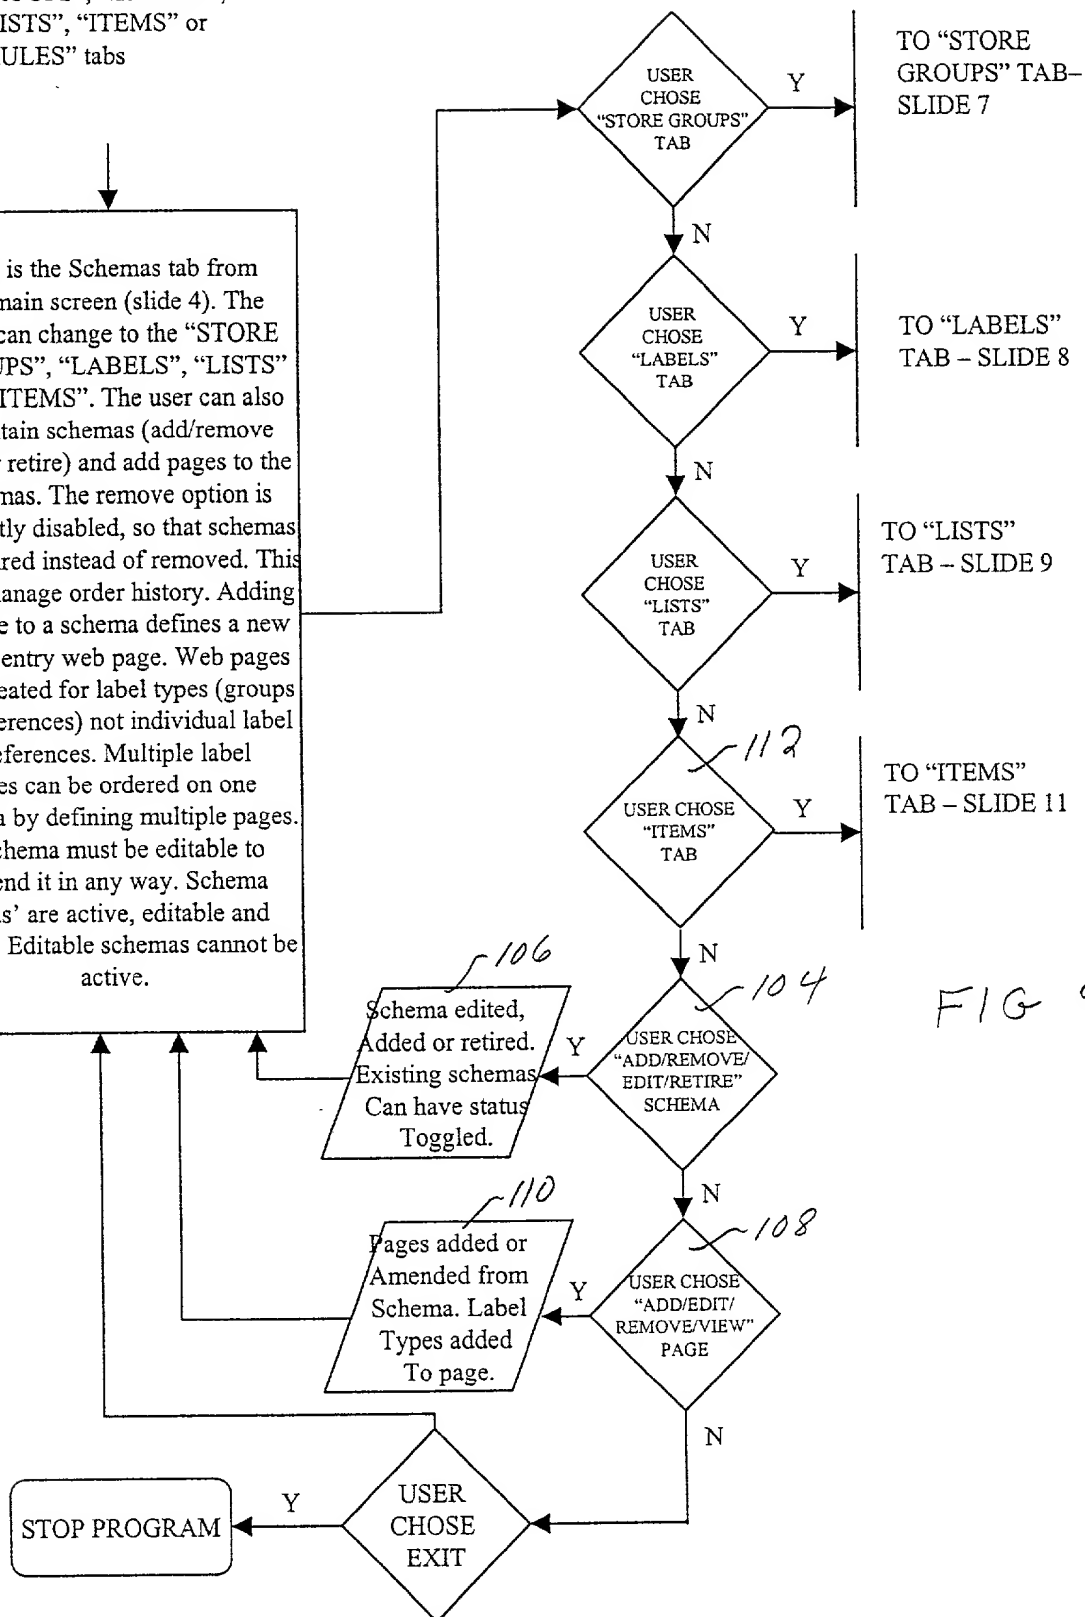 ISTS”, “ITEMS” or
ULES” tabs
is the Schemas tab from
main screen (slide 4). The
can change to the “STORE
UPS”, “LABELS”, “LISTS”
ITEMS”. The user can also
tain schemas (add/remove
retire) and add pages to the
mas. The remove option is
tly disabled, so that schemas
red instead of removed. This
anage order history. Adding
e to a schema defines a new
entry web page. Web pages
eated for label types (groups
erences) not individual label
eferences. Multiple label
es can be ordered on one
a by defining multiple pages.
chema must be editable to
end it in any way. Schema
s’ are active, editable and
Editable schemas cannot be
active.
USER
CHOSE
“STORE GROUPS”
TAB
Y
TO “STORE
GROUPS” TAB–
SLIDE 7
N
USER
CHOSE
“LABELS”
TAB
Y
TO “LABELS”
TAB – SLIDE 8
N
USER
CHOSE
“LISTS”
TAB
Y
TO “LISTS”
TAB – SLIDE 9
N
112
USER CHOSE
“ITEMS”
TAB
Y
TO “ITEMS”
TAB – SLIDE 11
N
104
USER CHOSE
“ADD/REMOVE/
EDIT/RETIRE”
SCHEMA
Y
106
Schema edited,
Added or retired.
Existing schemas
Can have status
Toggled.
FIG
N
108
USER CHOSE
“ADD/EDIT/
REMOVE/VIEW”
PAGE
Y
110
Pages added or
Amended from
Schema. Label
Types added
To page.
N
USER
CHOSE
EXIT
Y
STOP PROGRAM